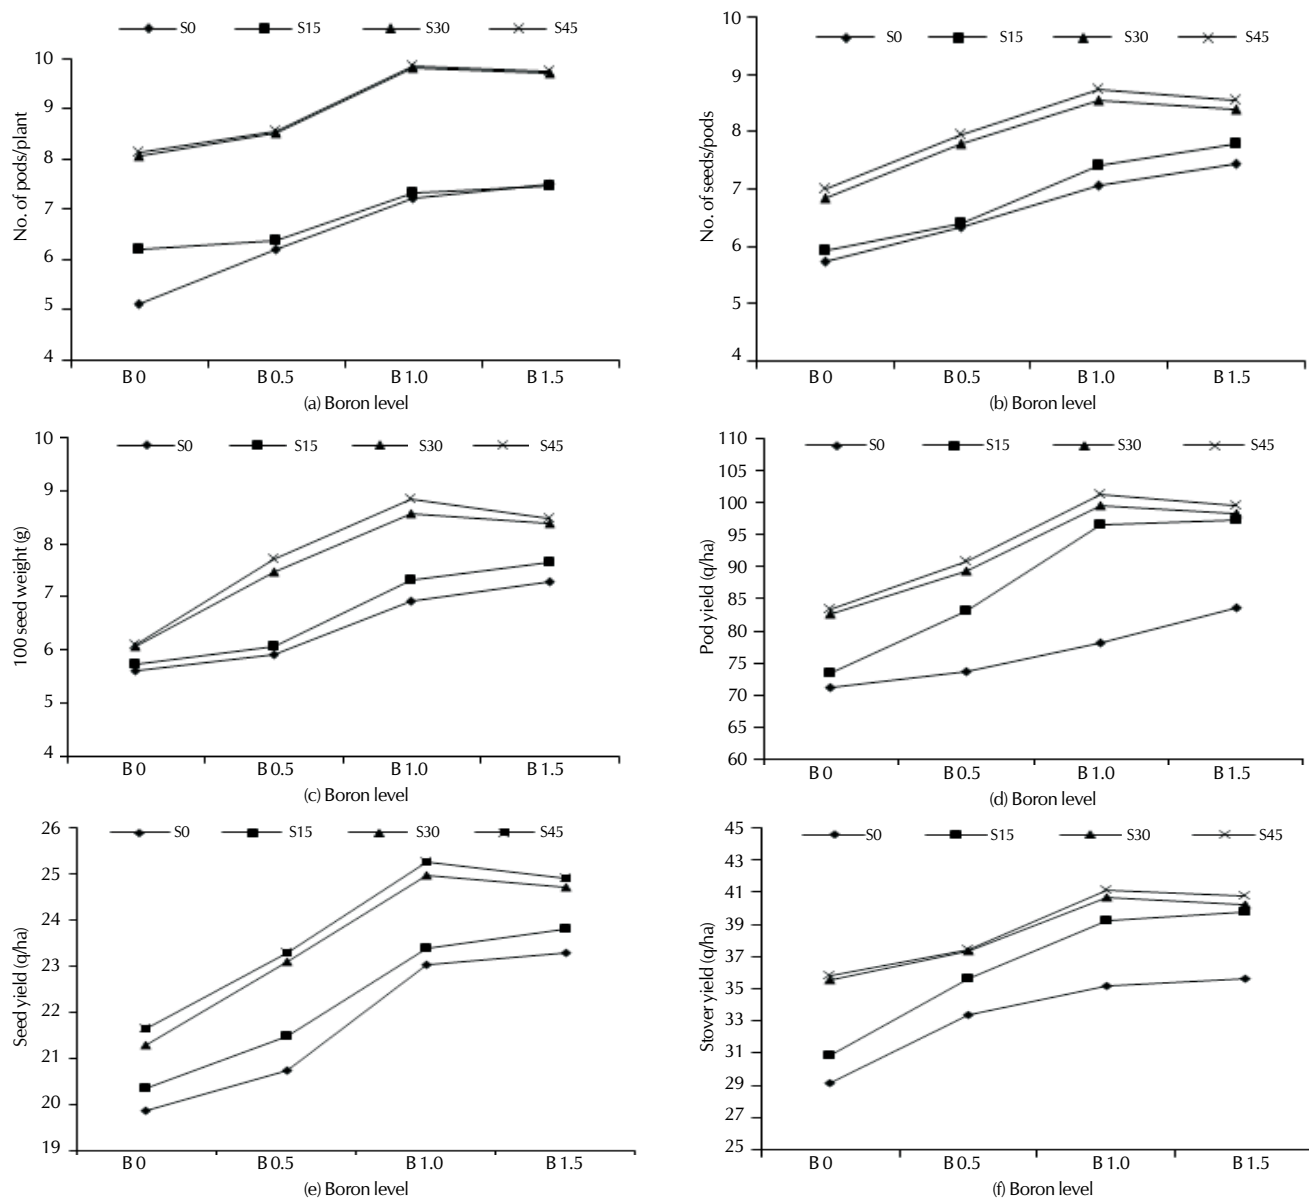 S0 S15 S30 S45
No. of pods/plant
10
9
8
7
6
5
4
B 0 B 0.5 B 1.0 B 1.5
(a) Boron level
S0 S15 S30 S45
No. of seeds/pods
10
9
8
7
6
5
4
B 0 B 0.5 B 1.0 B 1.5
(b) Boron level
S0 S15 S30 S45
100 seed weight (g)
10
9
8
7
6
5
4
B 0 B 0.5 B 1.0 B 1.5
(c) Boron level
S0 S15 S30 S45
Pod yield (q/ha)
110
105
100
95
90
85
80
75
70
65
60
B 0 B 0.5 B 1.0 B 1.5
(d) Boron level
S0 S15 S30 S45
Seed yield (q/ha)
26
25
24
23
22
21
20
19
B 0 B 0.5 B 1.0 B 1.5
(e) Boron level
S0 S15 S30 S45
Stover yield (q/ha)
45
43
41
39
37
35
33
31
29
27
25
B 0 B 0.5 B 1.0 B 1.5
(f) Boron level